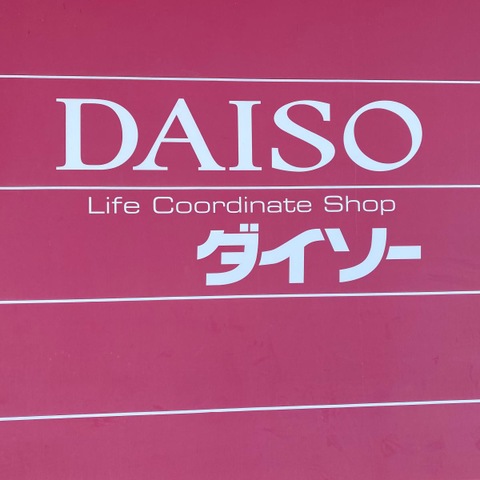 DAISO
Life Coordinate Shop
ダイソー